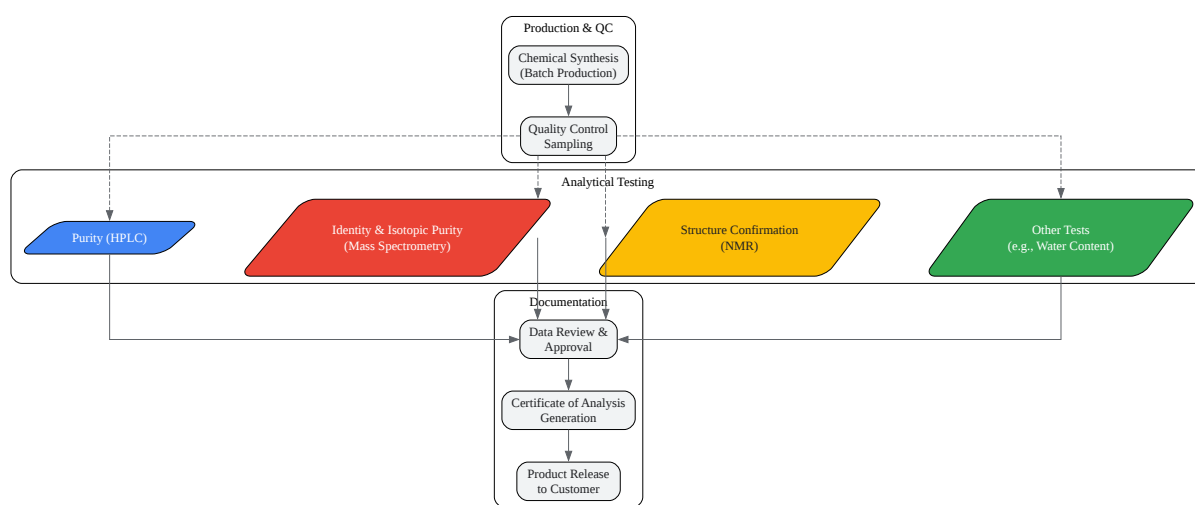 Production & QC
Chemical Synthesis
(Batch Production)
Quality Control
Sampling
Analytical Testing
Purity (HPLC)
Identity & Isotopic Purity
(Mass Spectrometry)
Structure Confirmation
(NMR)
Other Tests
(e.g., Water Content)
Documentation
Data Review &
Approval
Certificate of Analysis
Generation
Product Release
to Customer